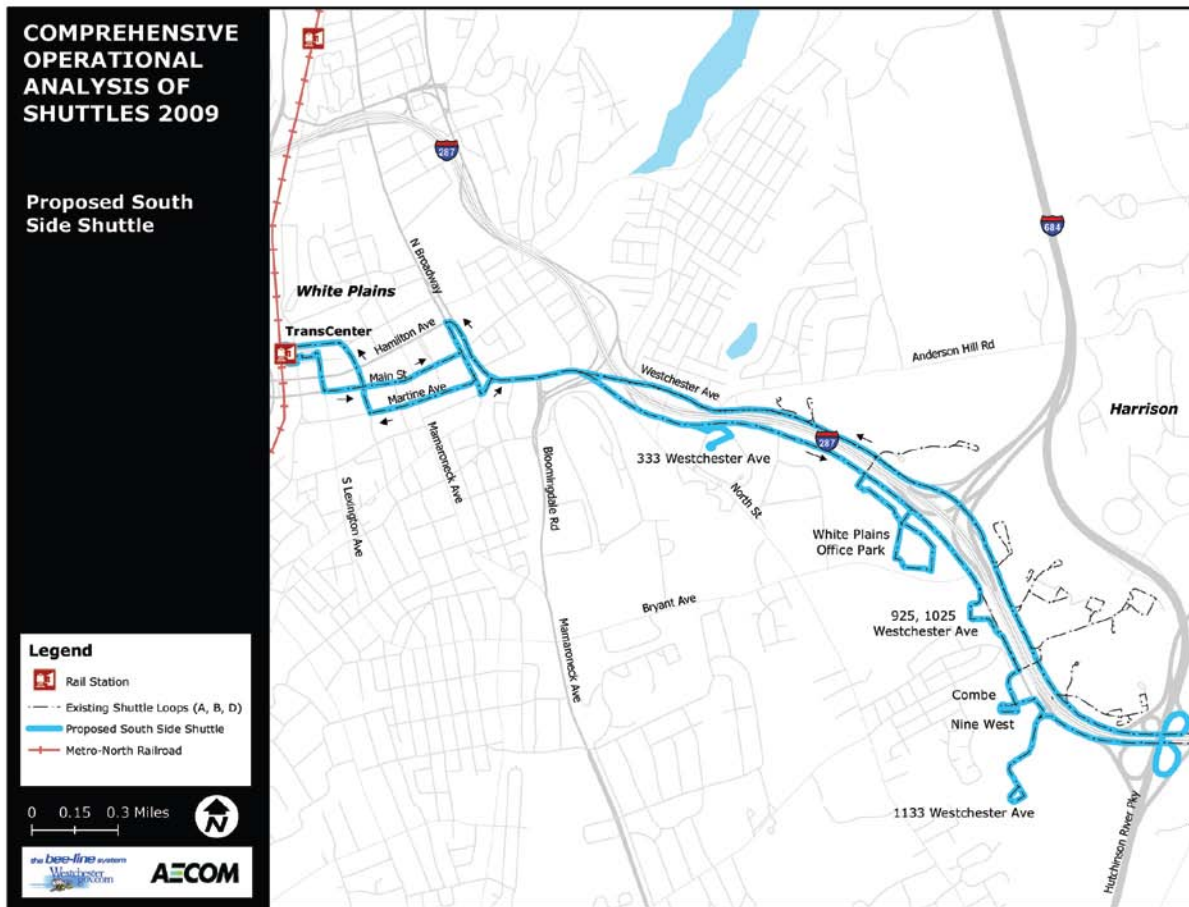 COMPREHENSIVE
OPERATIONAL
ANALYSIS OF
SHUTTLES 2009
Proposed South
Side Shuttle
287
684
N Broadway
White Plains
TransCenter
Hamilton Ave
Main St
Martine Ave
Westchester Ave
Anderson Hill Rd
Harrison
287
333 Westchester Ave
S Lexington Ave
Mamaroneck Ave
Bloomingdale Rd
North St
White Plains
Office Park
Bryant Ave
925, 1025
Westchester Ave
Mamaroneck Ave
Combe
Nine West
1133 Westchester Ave
Hutchinson River Pky
Legend
Rail Station
Existing Shuttle Loops (A, B, D)
Proposed South Side Shuttle
Metro-North Railroad
0 0.15 0.3 Miles
N
the bee-line system
Westchester
gov.com
AECOM